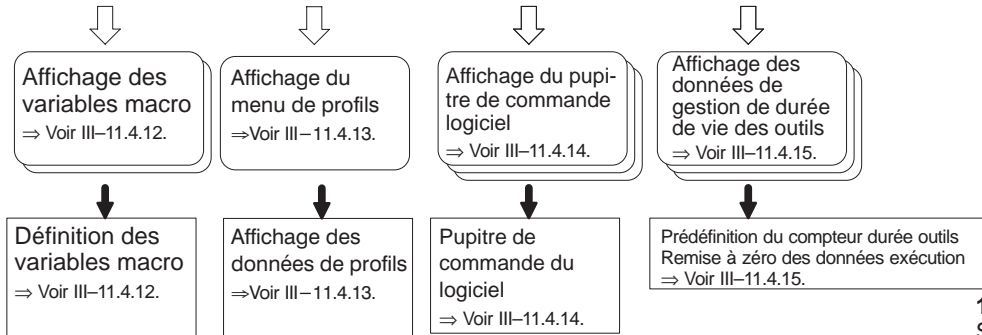 Affichage des
variables macro
⇒ Voir III–11.4.12.
Affichage du
menu de profils
⇒Voir III–11.4.13.
Affichage du pupi-
tre de commande
logiciel
⇒ Voir III–11.4.14.
Affichage des
données de
gestion de durée
de vie des outils
⇒ Voir III–11.4.15.
Définition des
variables macro
⇒ Voir III–11.4.12.
Affichage des
données de profils
⇒Voir III–11.4.13.
Pupitre de
commande du
logiciel
⇒ Voir III–11.4.14.
Prédéfinition du compteur durée outils
Remise à zéro des données exécution
⇒ Voir III–11.4.15.